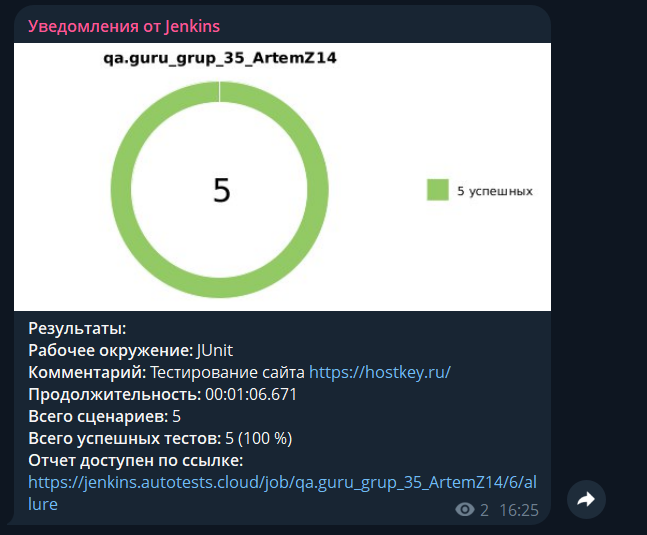 Уведомления от Jenkins
qa.guru_grup_35_ArtemZ14
5
5 успешных
Результаты:
Рабочее окружение: JUnit
Комментарий: Тестирование сайта https://hostkey.ru/
Продолжительность: 00:01:06.671
Всего сценариев: 5
Всего успешных тестов: 5 (100 %)
Отчет доступен по ссылке:
https://jenkins.autotests.cloud/job/qa.guru_grup_35_ArtemZ14/6/al
lure
2 16:25